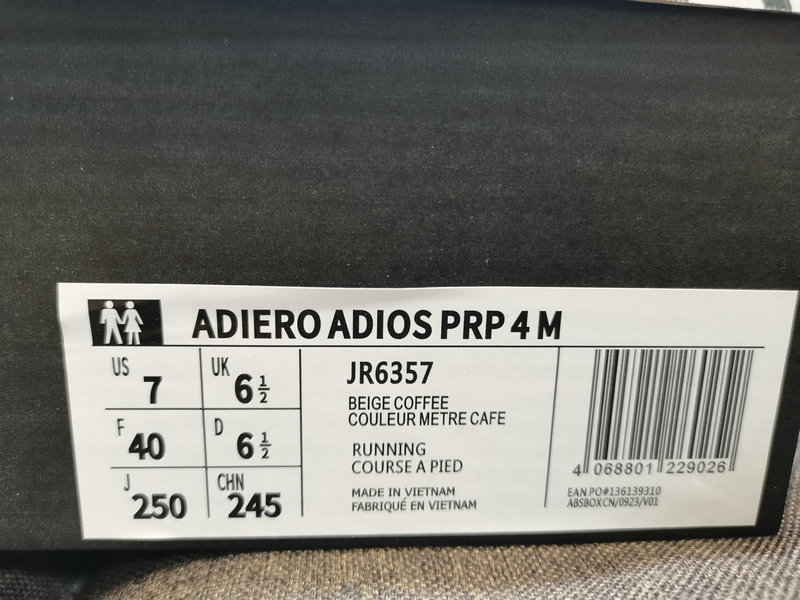 ADIERO ADIOS PRP 4 M
US 7
UK 6 1/2
F 40
D 6 1/2
J 250
CHN 245
JR6357
BEIGE COFFEE
COULEUR METRE CAFE
RUNNING
COURSE A PIED
MADE IN VIETNAM
FABRIQUÉ EN VIETNAM
4 068801 229026
EAN PO#136139310
ABSBOXCN/0923/V01